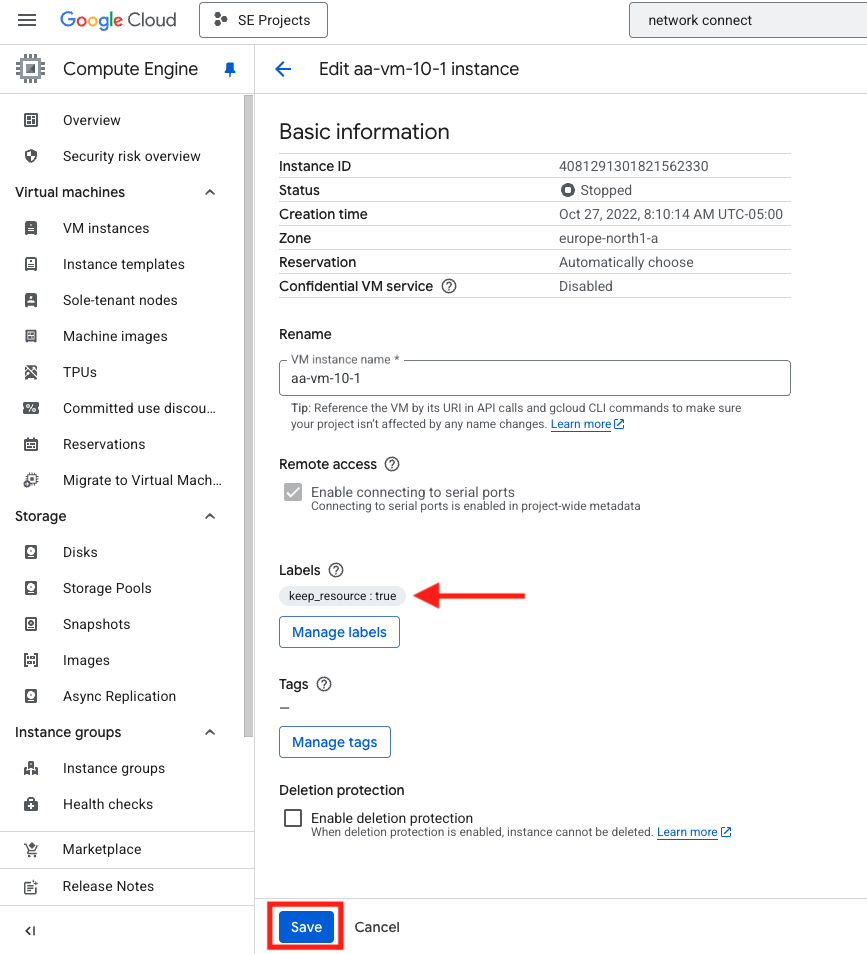 Google Cloud
SE Projects
network connect
Compute Engine
Edit aa-vm-10-1 instance
Overview
Security risk overview
Virtual machines
VM instances
Instance templates
Sole-tenant nodes
Machine images
TPUs
Committed use discou...
Reservations
Migrate to Virtual Mach...
Storage
Disks
Storage Pools
Snapshots
Images
Async Replication
Instance groups
Instance groups
Health checks
Marketplace
Release Notes
Basic information
Instance ID 4081291301821562330
Status Stopped
Creation time Oct 27, 2022, 8:10:14 AM UTC-05:00
Zone europe-north1-a
Reservation Automatically choose
Confidential VM service Disabled
Rename
VM instance name *
aa-vm-10-1
Tip: Reference the VM by its URI in API calls and gcloud CLI commands to make sure
your project isn't affected by any name changes. Learn more
Remote access
Enable connecting to serial ports
Connecting to serial ports is enabled in project-wide metadata
Labels
keep_resource : true
Manage labels
Tags
—
Manage tags
Deletion protection
Enable deletion protection
When deletion protection is enabled, instance cannot be deleted. Learn more
Save Cancel